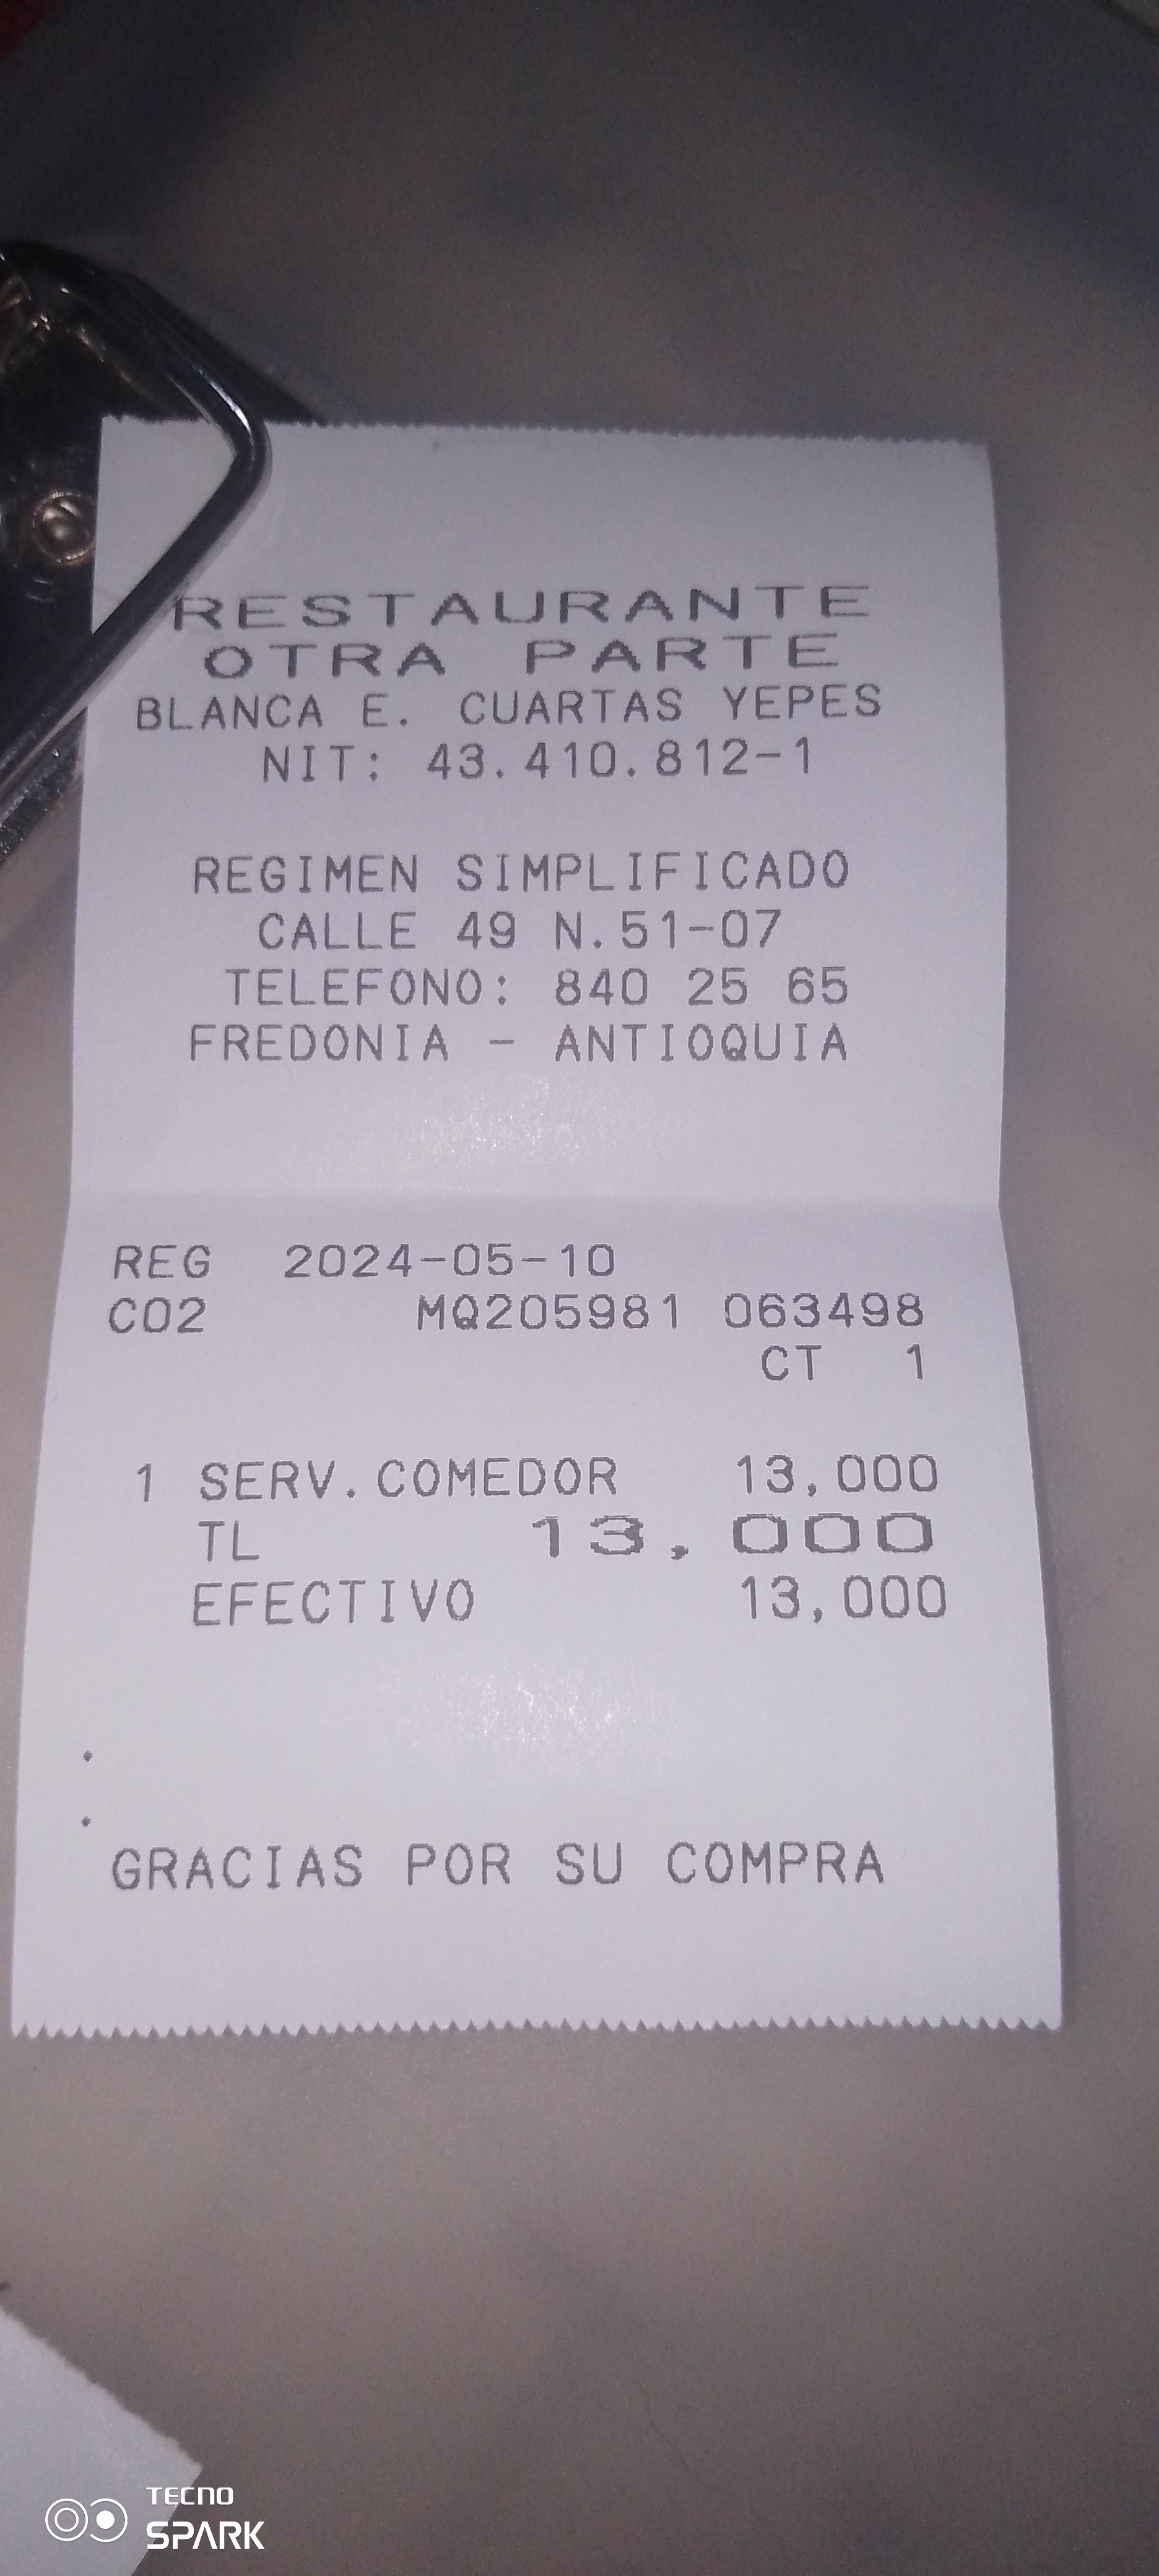 RESTAURANTE
OTRA PARTE
BLANCA E. CUARTAS YEPES
NIT: 43.410.812-1
REGIMEN SIMPLIFICADO
CALLE 49 N.51-07
TELEFONO: 840 25 65
FREDONIA - ANTIOQUIA
REG 2024-05-10
C02 MQ205981 063498
CT 1
1 SERV.COMEDOR 13,000
TL 13,000
EFECTIVO 13,000
.
.
GRACIAS POR SU COMPRA
TECNO
SPARK